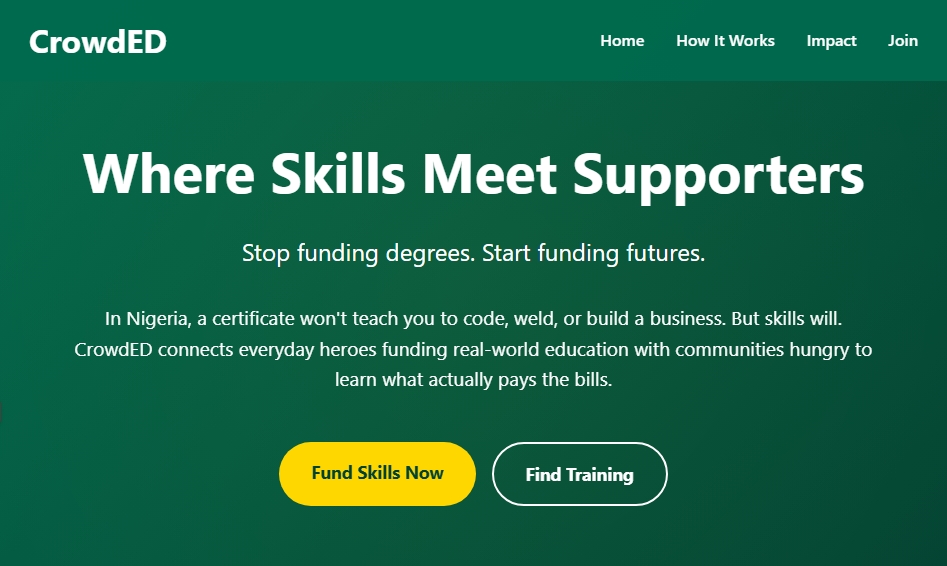 CrowdED
Home How It Works Impact Join
Where Skills Meet Supporters
Stop funding degrees. Start funding futures.
In Nigeria, a certificate won't teach you to code, weld, or build a business. But skills will.
CrowdED connects everyday heroes funding real-world education with communities hungry to
learn what actually pays the bills.
Fund Skills Now
Find Training